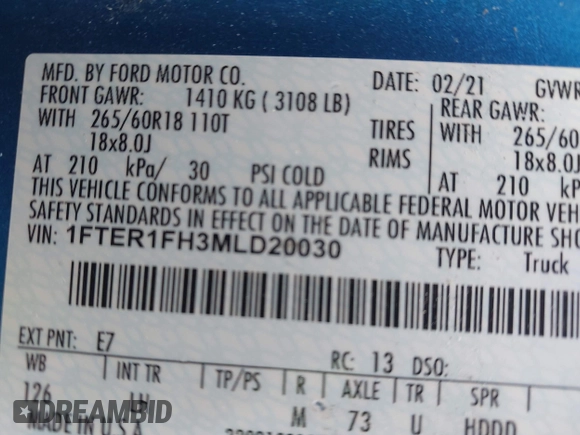 MFD. BY FORD MOTOR CO. DATE: 02/21 GVWR
FRONT GAWR: 1410 KG ( 3108 LB) REAR GAWR:
WITH 265/60R18 110T TIRES WITH 265/60
18x8.0J RIMS 18x8.0J
AT 210 kPa/ 30 PSI COLD AT 210 kP
THIS VEHICLE CONFORMS TO ALL APPLICABLE FEDERAL MOTOR VEH
SAFETY STANDARDS IN EFFECT ON THE DATE OF MANUFACTURE SHO
VIN: 1FTER1FH3MLD20030 TYPE: Truck
EXT PNT: E7 RC: 13 DSO:
WB INT TR TP/PS R AXLE TR SPR
126 M 73 U HDDD
MADE IN U.S.A.
DREAMBID